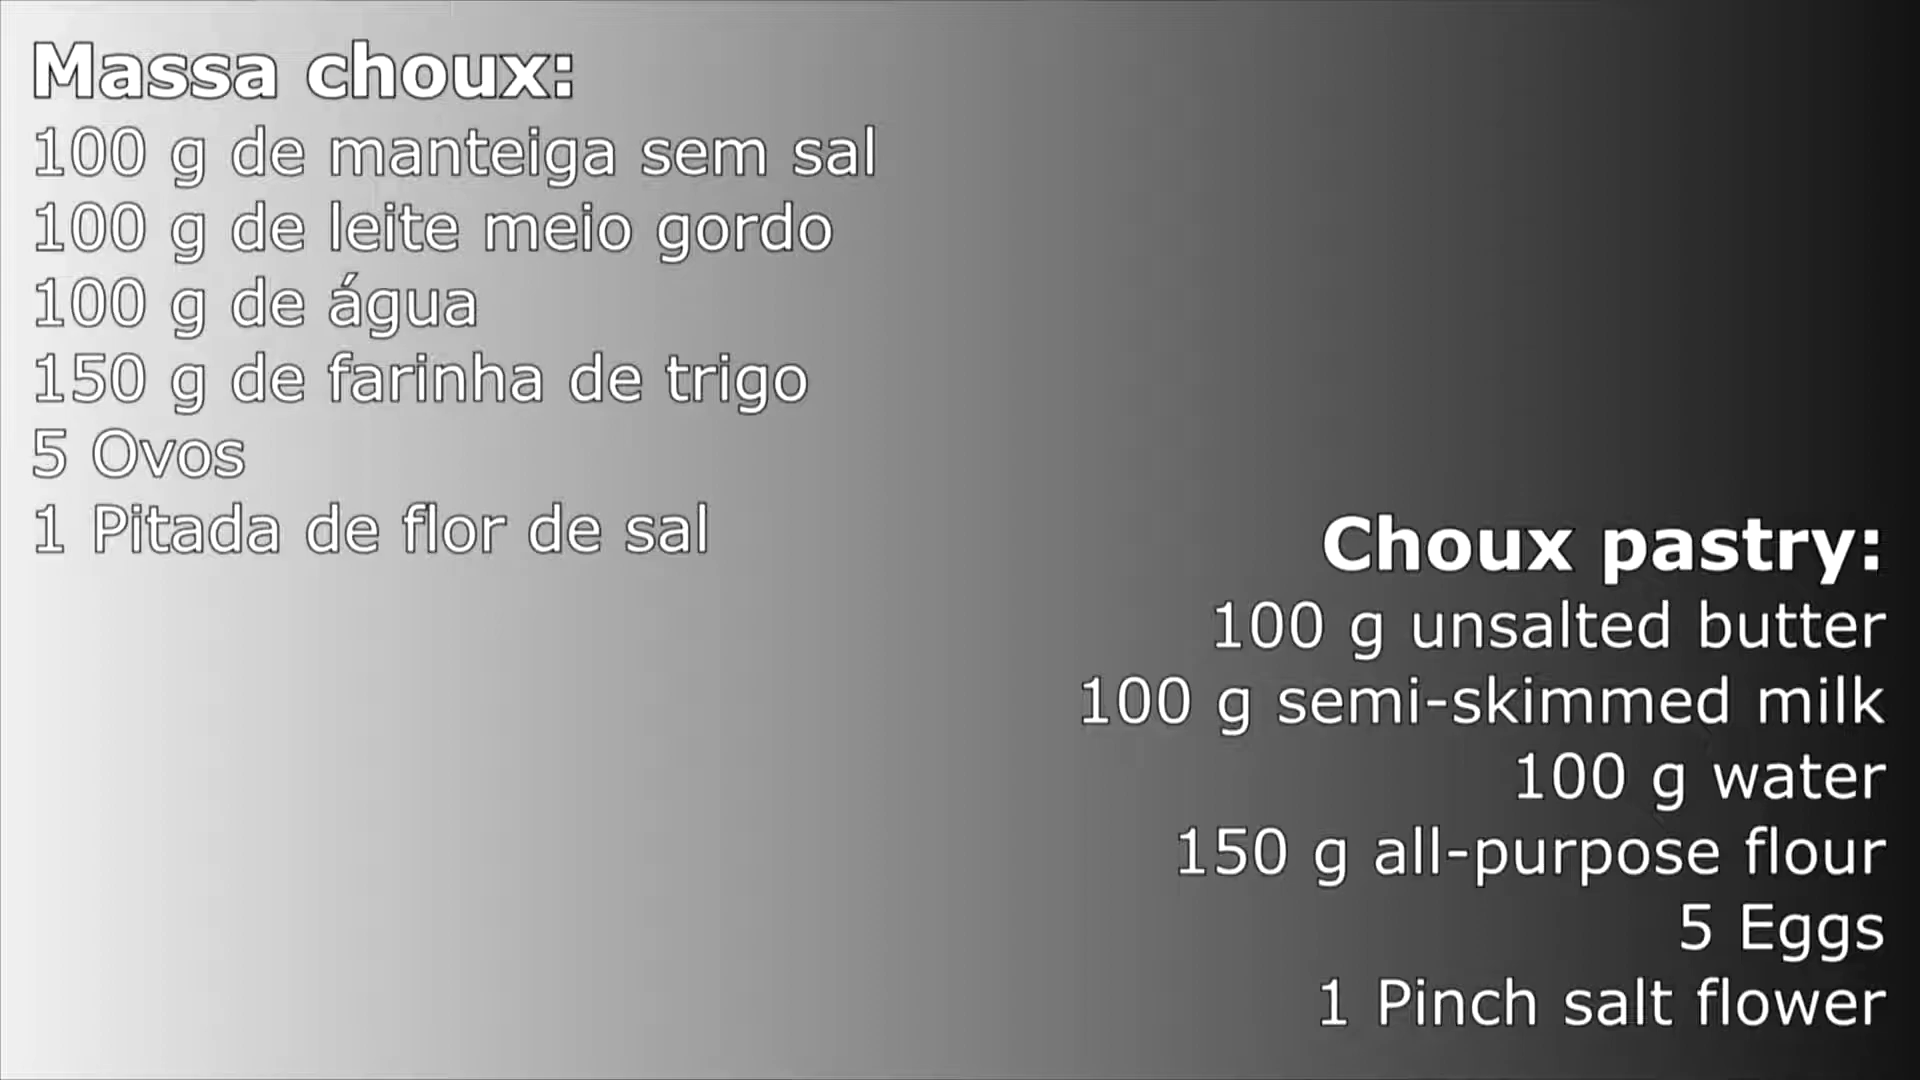 Massa choux:
100 g de manteiga sem sal
100 g de leite meio gordo
100 g de água
150 g de farinha de trigo
5 Ovos
1 Pitada de flor de sal
Choux pastry:
100 g unsalted butter
100 g semi-skimmed milk
100 g water
150 g all-purpose flour
5 Eggs
1 Pinch salt flower